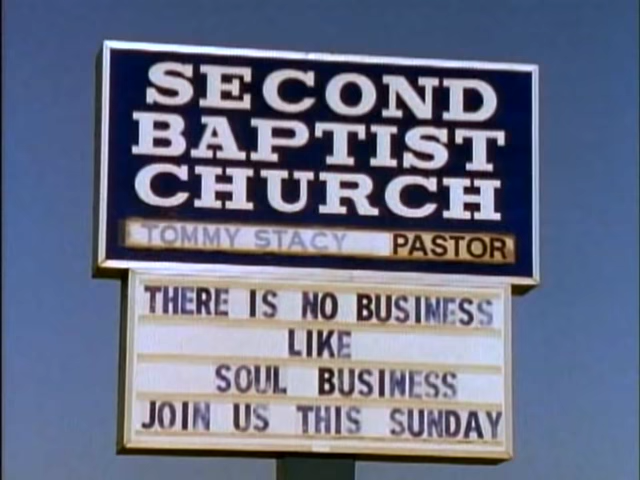 SECOND
BAPTIST
CHURCH
TOMMY STACY PASTOR
THERE IS NO BUSINESS
LIKE
SOUL BUSINESS
JOIN US THIS SUNDAY